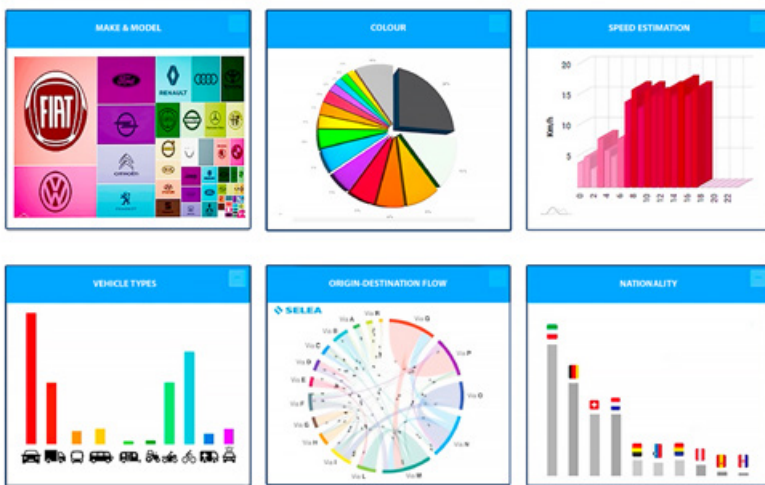 MAKE & MODEL
COLOUR
SPEED ESTIMATION
FIAT
RENAULT
CITROËN
Km/h
20
15
10
5
0 2 4 6 8 10 12 14 16 18 20 22
VEHICLE TYPES
ORIGIN-DESTINATION FLOW
NATIONALITY
SELEA
Via R
Via A
Via B
Via C
Via D
Via E
Via F
Via G
Via H
Via I
Via L
Via M
Via N
Via O
Via P
Via G